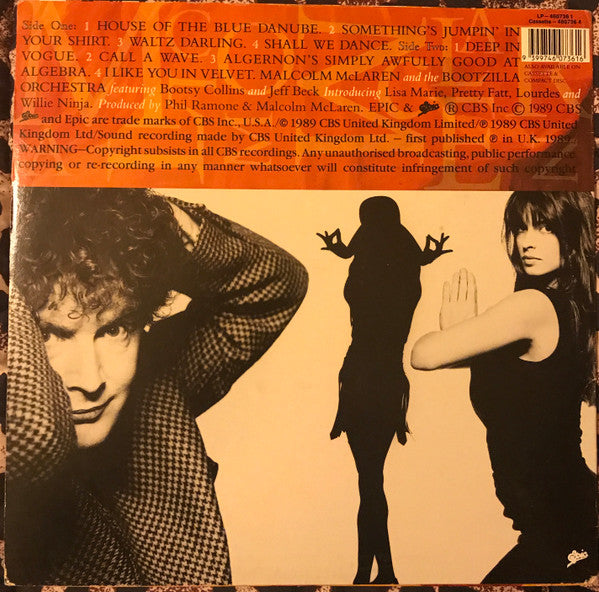 Side One: 1 HOUSE OF THE BLUE DANUBE. 2 SOMETHING'S JUMPIN' IN
YOUR SHIRT. 3 WALTZ DARLING. 4 SHALL WE DANCE. Side Two: 1 DEEP IN
VOGUE. 2 CALL A WAVE. 3 ALGERNON'S SIMPLY AWFULLY GOOD AT
ALGEBRA. 4 I LIKE YOU IN VELVET. MALCOLM McLAREN and the BOOTZILLA
ORCHESTRA featuring Bootsy Collins and Jeff Beck Introducing Lisa Marie, Pretty Fatt, Lourdes and
Willie Ninja. Produced by Phil Ramone & Malcolm McLaren. EPIC & ® CBS Inc © 1989 CBS
Epic and Epic are trade marks of CBS Inc., U.S.A. © 1989 CBS United Kingdom Limited/℗ 1989 CBS United
Kingdom Ltd/Sound recording made by CBS United Kingdom Ltd. – first published ℗ in U.K. 1989.
WARNING–Copyright subsists in all CBS recordings. Any unauthorised broadcasting, public performance
copying or re-recording in any manner whatsoever will constitute infringement of such copyright.
LP – 460736 1
Cassette – 460736 4
9 399746 073616
ALSO AVAILABLE ON
CASSETTE &
COMPACT DISC
Epic